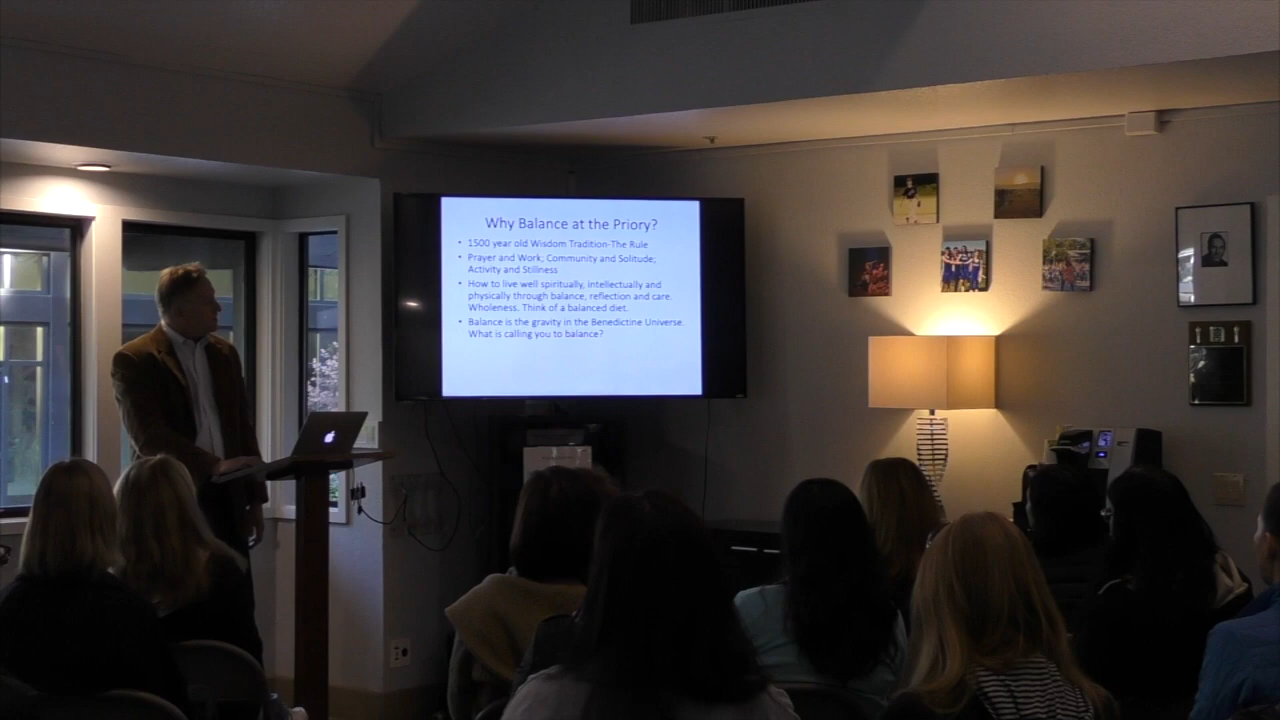 Why Balance at the Priory?
• 1500 year old Wisdom Tradition-The Rule
• Prayer and Work; Community and Solitude;
Activity and Stillness
• How to live well spiritually, intellectually and
physically through balance, reflection and care.
Wholeness. Think of a balanced diet.
• Balance is the gravity in the Benedictine Universe.
What is calling you to balance?